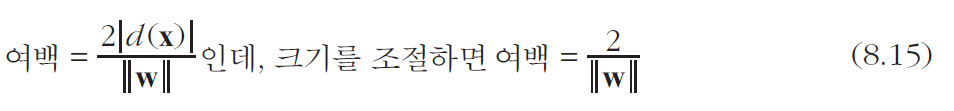 여백 = 2|d(x)| / ‖w‖ 인데, 크기를 조절하면 여백 = 2 / ‖w‖ (8.15)